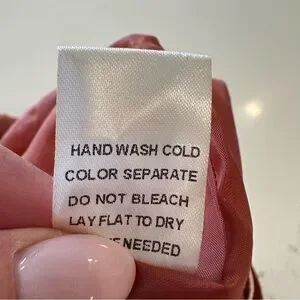 HAND WASH COLD
COLOR SEPARATE
DO NOT BLEACH
LAY FLAT TO DRY
NEEDED